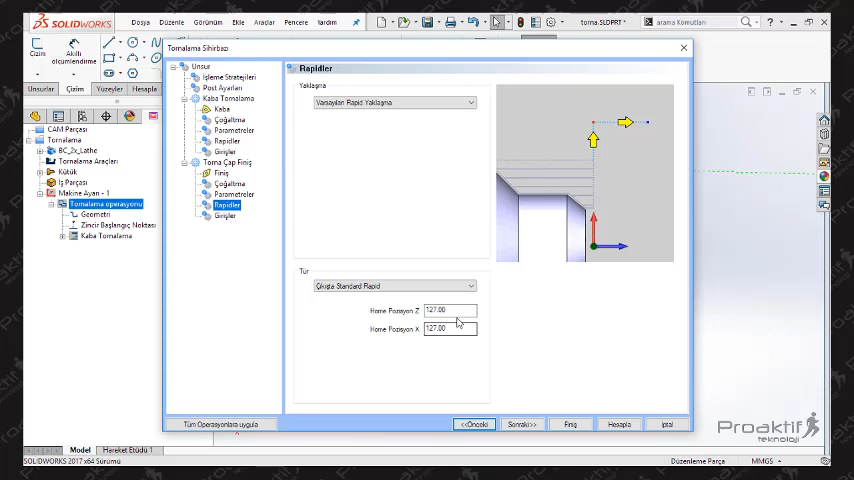 SOLIDWORKS
Dosya
Düzenle
Görünüm
Ekle
Araçlar
Pencere
Yardım
torna.SLDPRT
arama Komutları
Çizim
Akıllı
ölçümlendirme
Unsurlar
Çizim
Yüzeyler
Hesapla
CAM Parçası
Tornalama
BC_2x_Lathe
Tornalama Araçları
Kütük
İş Parçası
Makine Ayarı - 1
Tornalama operasyonu
Geometri
Zincir Başlangıç Noktası
Kaba Tornalama
Tornalama Sihirbazı
Unsur
İşleme Stratejileri
Post Ayarları
Kaba Tornalama
Kaba
Çoğaltma
Parametreler
Rapidler
Girişler
Torna Çap Finiş
Finiş
Çoğaltma
Parametreler
Rapidler
Girişler
Rapidler
Yaklaşma
Varsayılan Rapid Yaklaşma
Tür
Çıkışta Standard Rapid
Home Pozisyon Z
127.00
Home Pozisyon X
127.00
Tüm Operasyonlara uygula
<<Önceki
Sonraki>>
Finiş
Hesapla
İptal
Proaktif
teknoloji
Model
Hareket Etüdü 1
SOLIDWORKS 2017 x64 Sürümü
Düzenleme Parça
MMGS